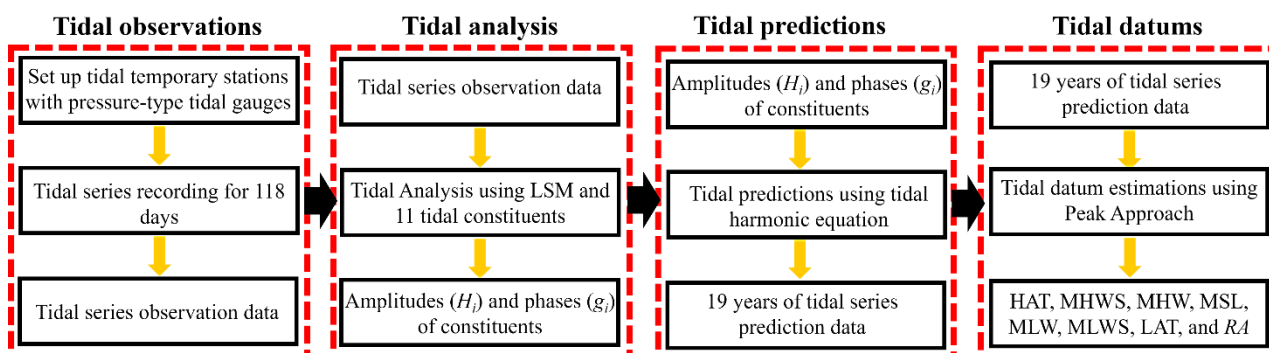 Tidal observations
Set up tidal temporary stations
with pressure-type tidal gauges
Tidal series recording for 118
days
Tidal series observation data
Tidal analysis
Tidal series observation data
Tidal Analysis using LSM and
11 tidal constituents
Amplitudes (Hi) and phases (gi)
of constituents
Tidal predictions
Amplitudes (Hi) and phases (gi)
of constituents
Tidal predictions using tidal
harmonic equation
19 years of tidal series
prediction data
Tidal datums
19 years of tidal series
prediction data
Tidal datum estimations using
Peak Approach
HAT, MHWS, MHW, MSL,
MLW, MLWS, LAT, and RA